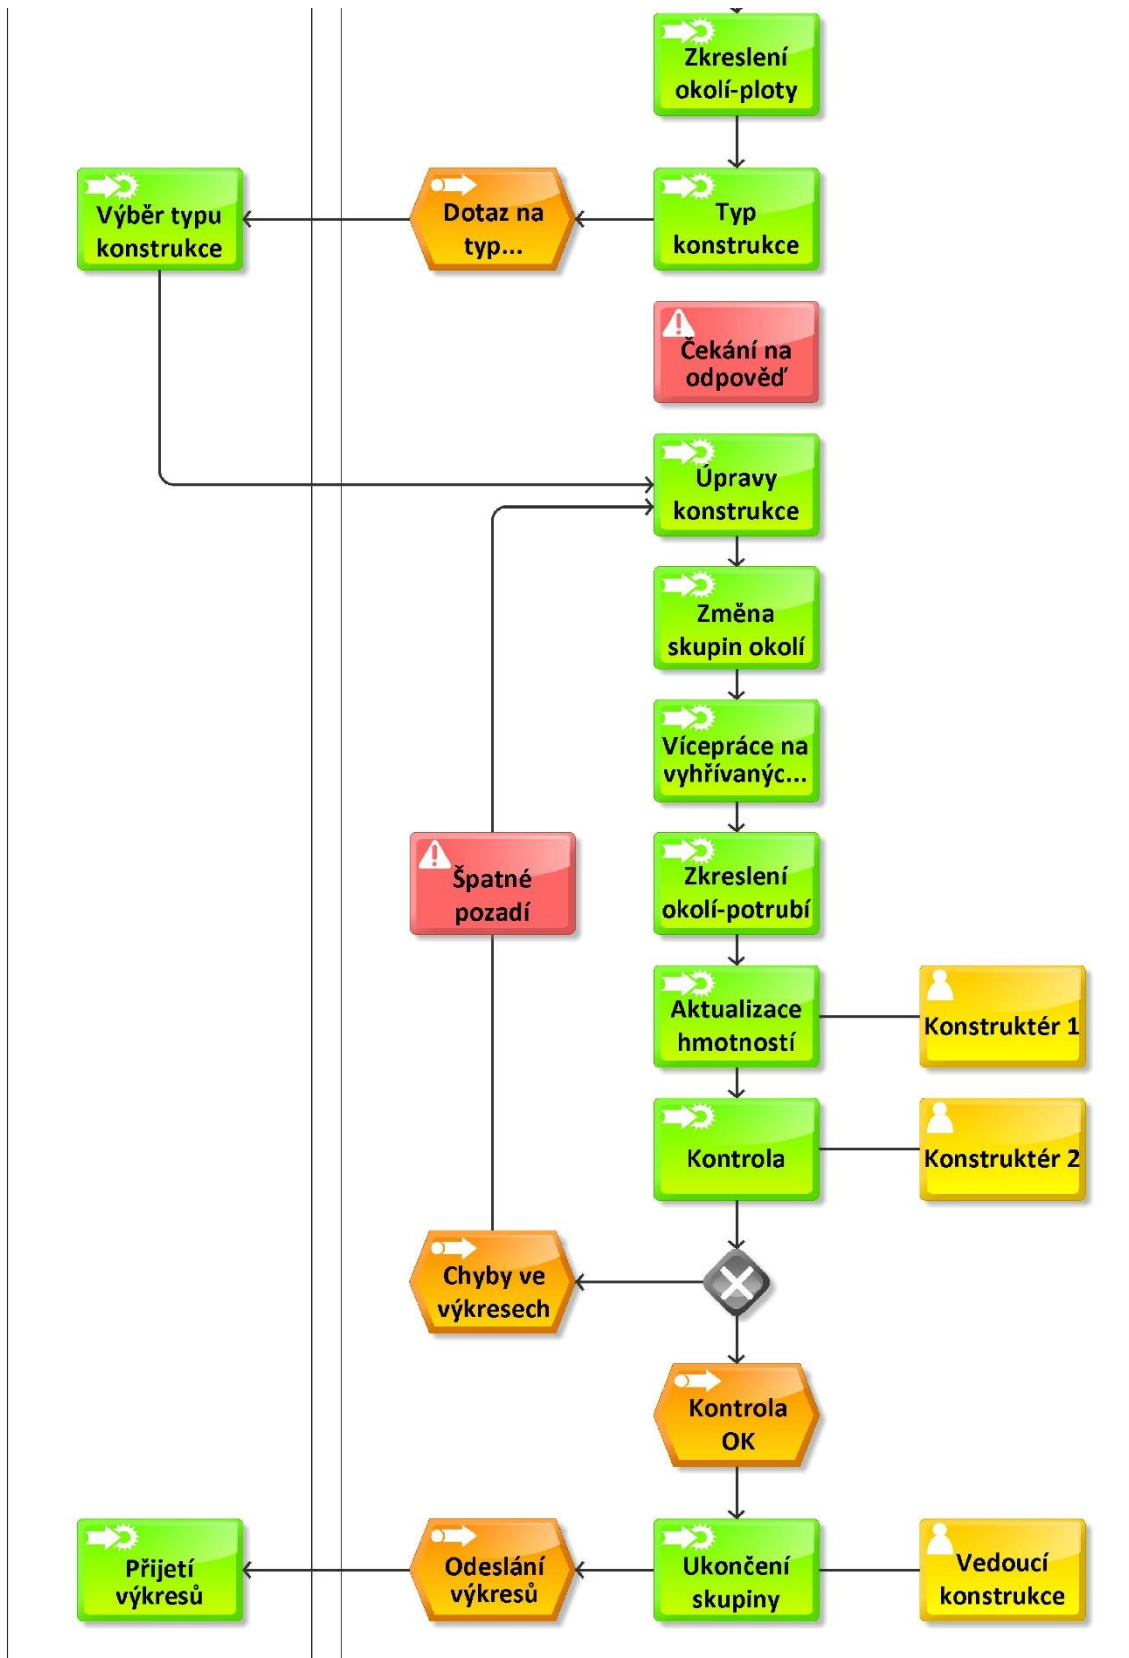 Zkreslení
okolí-ploty
Výběr typu
konstrukce
Dotaz na
typ...
Typ
konstrukce
Čekání na
odpověď
Úpravy
konstrukce
Změna
skupin okolí
Vícepráce na
vyhřívanýc...
Špatné
pozadí
Zkreslení
okolí-potrubí
Aktualizace
hmotností
Konstruktér 1
Kontrola
Konstruktér 2
Chyby ve
výkresech
Kontrola
OK
Přijetí
výkresů
Odeslání
výkresů
Ukončení
skupiny
Vedoucí
konstrukce